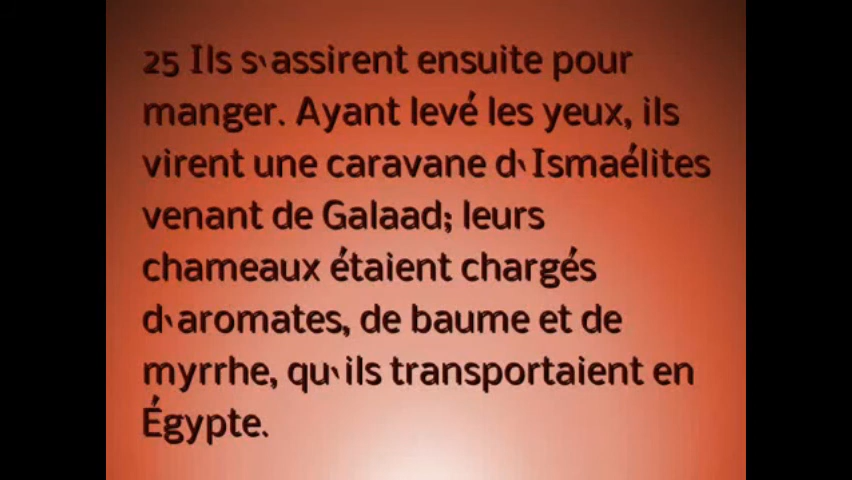 25 Ils s'assirent ensuite pour
manger. Ayant levé les yeux, ils
virent une caravane d'Ismaélites
venant de Galaad; leurs
chameaux étaient chargés
d'aromates, de baume et de
myrrhe, qu'ils transportaient en
Égypte.